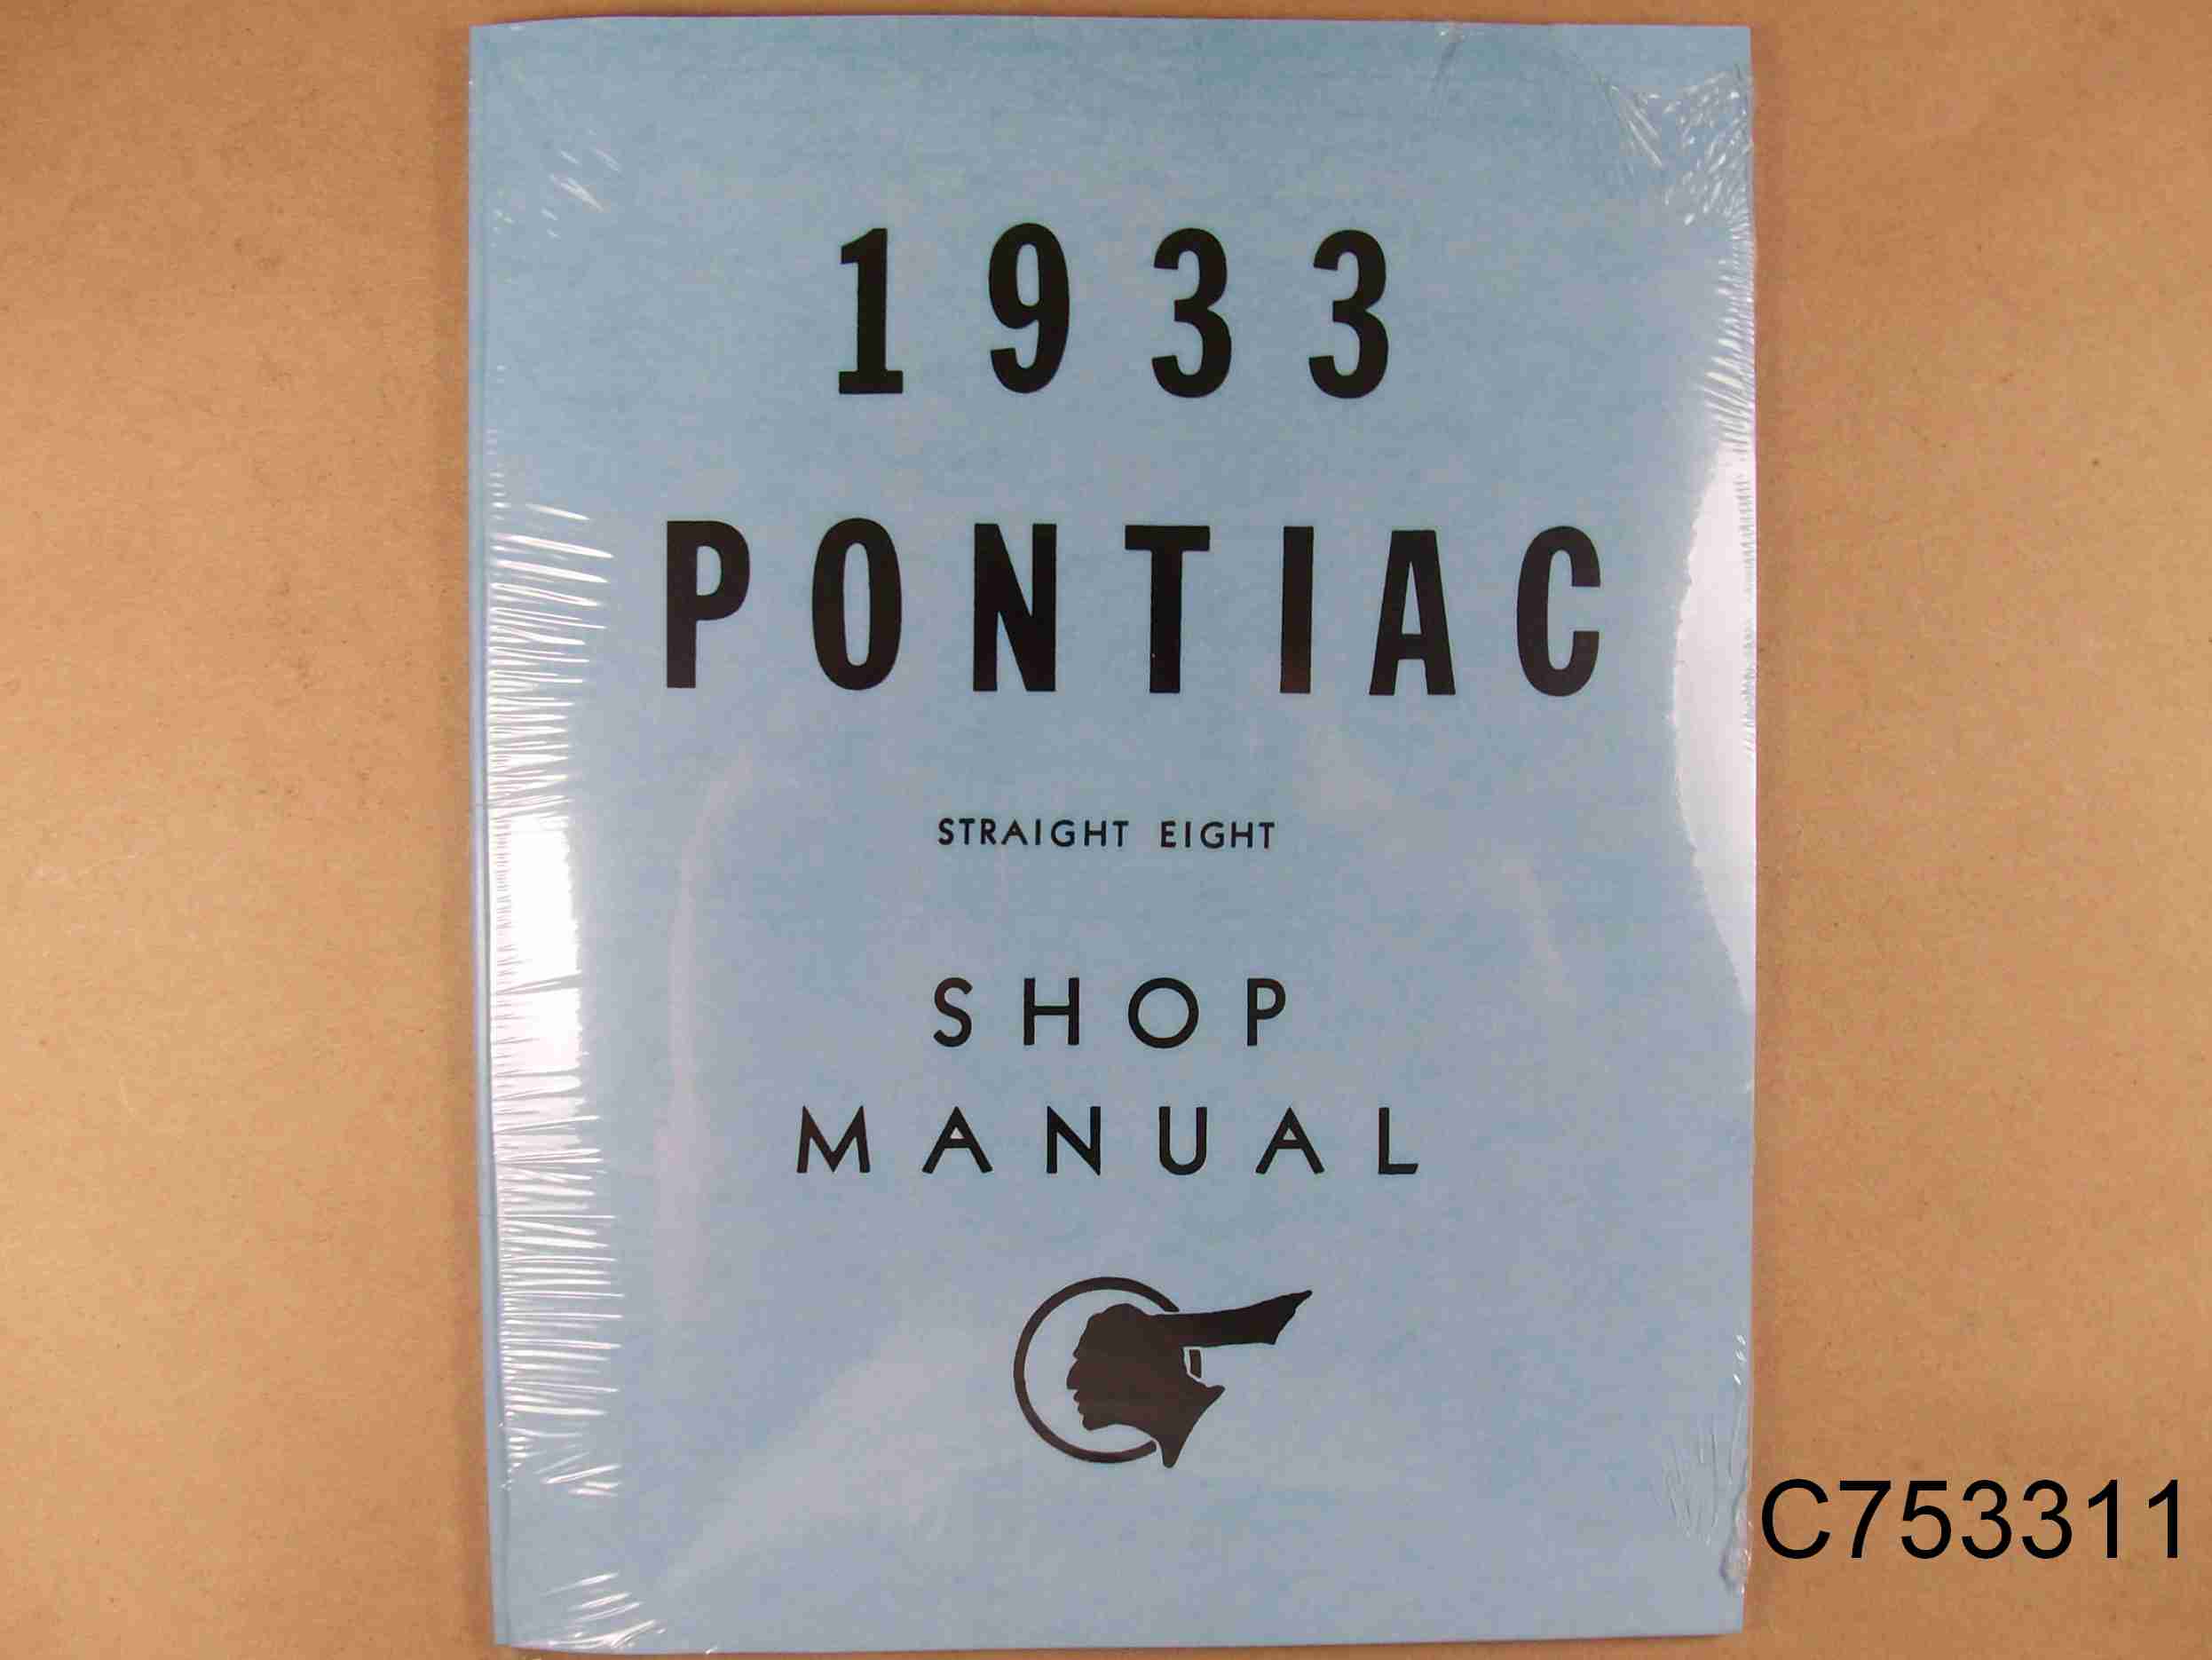 1933
PONTIAC
STRAIGHT EIGHT
SHOP
MANUAL
C753311